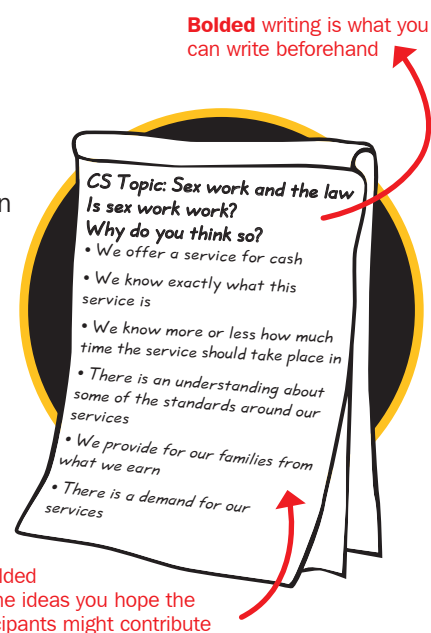 Bolded writing is what you
can write beforehand
n
CS Topic: Sex work and the law
Is sex work work?
Why do you think so?
• We offer a service for cash
• We know exactly what this
service is
• We know more or less how much
time the service should take place in
• There is an understanding about
some of the standards around our
services
• We provide for our families from
what we earn
• There is a demand for our
services
lded
ne ideas you hope the
cipants might contribute